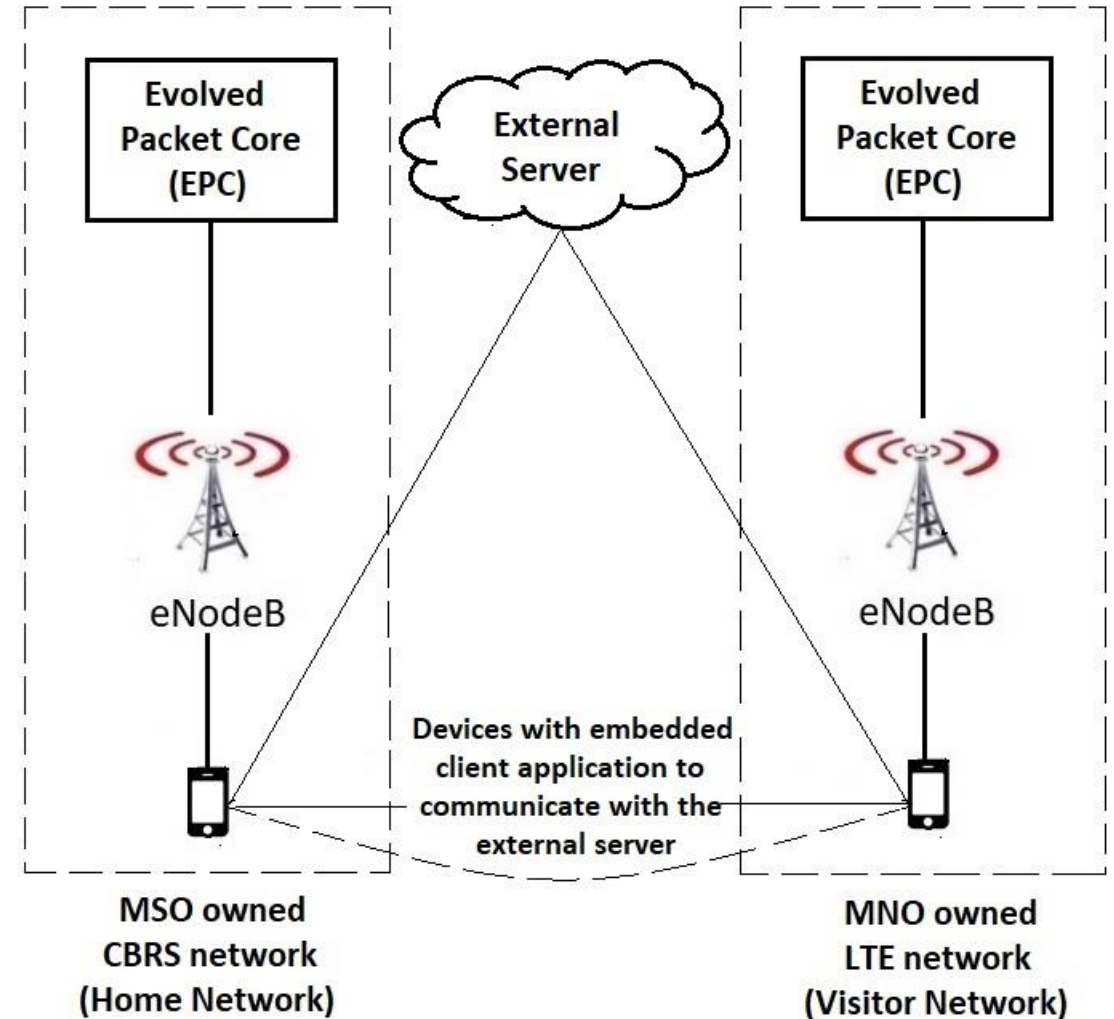 Evolved
Packet Core
(EPC)
External
Server
Evolved
Packet Core
(EPC)
eNodeB
eNodeB
Devices with embedded
client application to
communicate with the
external server
MSO owned
CBRS network
(Home Network)
MNO owned
LTE network
(Visitor Network)